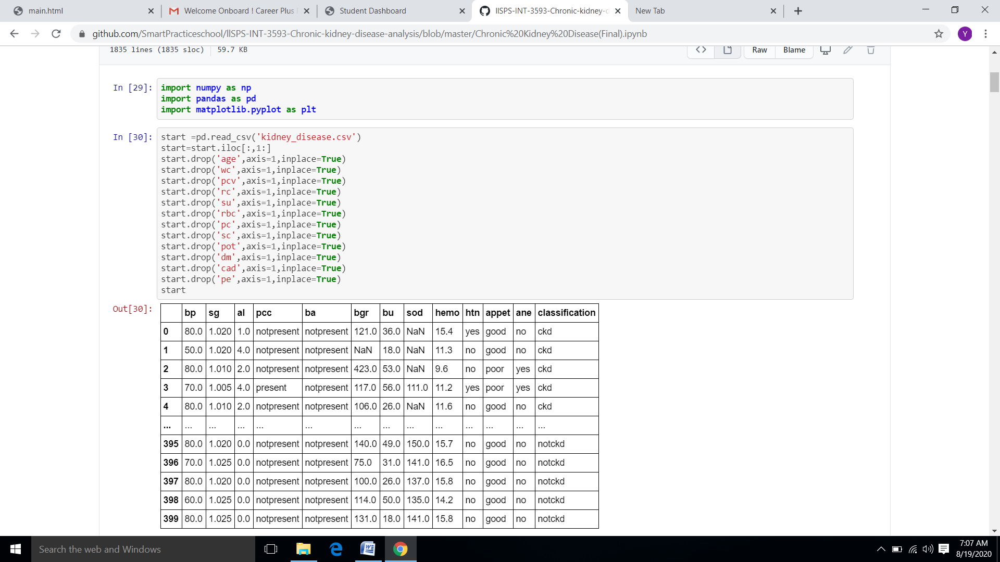 main.html
Welcome Onboard ! Career Plus
Student Dashboard
llSPS-INT-3593-Chronic-kidney-d
New Tab
github.com/SmartPracticeschool/llSPS-INT-3593-Chronic-kidney-disease-analysis/blob/master/Chronic%20Kidney%20Disease(Final).ipynb
Y
1835 lines (1835 sloc) 59.7 KB
<> Raw Blame
In [29]: import numpy as np
import pandas as pd
import matplotlib.pyplot as plt
In [30]: start =pd.read_csv('kidney_disease.csv')
start=start.iloc[:,1:]
start.drop('age',axis=1,inplace=True)
start.drop('wc',axis=1,inplace=True)
start.drop('pcv',axis=1,inplace=True)
start.drop('rc',axis=1,inplace=True)
start.drop('su',axis=1,inplace=True)
start.drop('rbc',axis=1,inplace=True)
start.drop('pc',axis=1,inplace=True)
start.drop('sc',axis=1,inplace=True)
start.drop('pot',axis=1,inplace=True)
start.drop('dm',axis=1,inplace=True)
start.drop('cad',axis=1,inplace=True)
start.drop('pe',axis=1,inplace=True)
start
Out[30]:
bp sg al pcc ba bgr bu sod hemo htn appet ane classification
0 80.0 1.020 1.0 notpresent notpresent 121.0 36.0 NaN 15.4 yes good no ckd
1 50.0 1.020 4.0 notpresent notpresent NaN 18.0 NaN 11.3 no good no ckd
2 80.0 1.010 2.0 notpresent notpresent 423.0 53.0 NaN 9.6 no poor yes ckd
3 70.0 1.005 4.0 present notpresent 117.0 56.0 111.0 11.2 yes poor yes ckd
4 80.0 1.010 2.0 notpresent notpresent 106.0 26.0 NaN 11.6 no good no ckd
... ... ... ... ... ... ... ... ... ... ... ... ... ...
395 80.0 1.020 0.0 notpresent notpresent 140.0 49.0 150.0 15.7 no good no notckd
396 70.0 1.025 0.0 notpresent notpresent 75.0 31.0 141.0 16.5 no good no notckd
397 80.0 1.020 0.0 notpresent notpresent 100.0 26.0 137.0 15.8 no good no notckd
398 60.0 1.025 0.0 notpresent notpresent 114.0 50.0 135.0 14.2 no good no notckd
399 80.0 1.025 0.0 notpresent notpresent 131.0 18.0 141.0 15.8 no good no notckd
Search the web and Windows
7:07 AM
8/19/2020